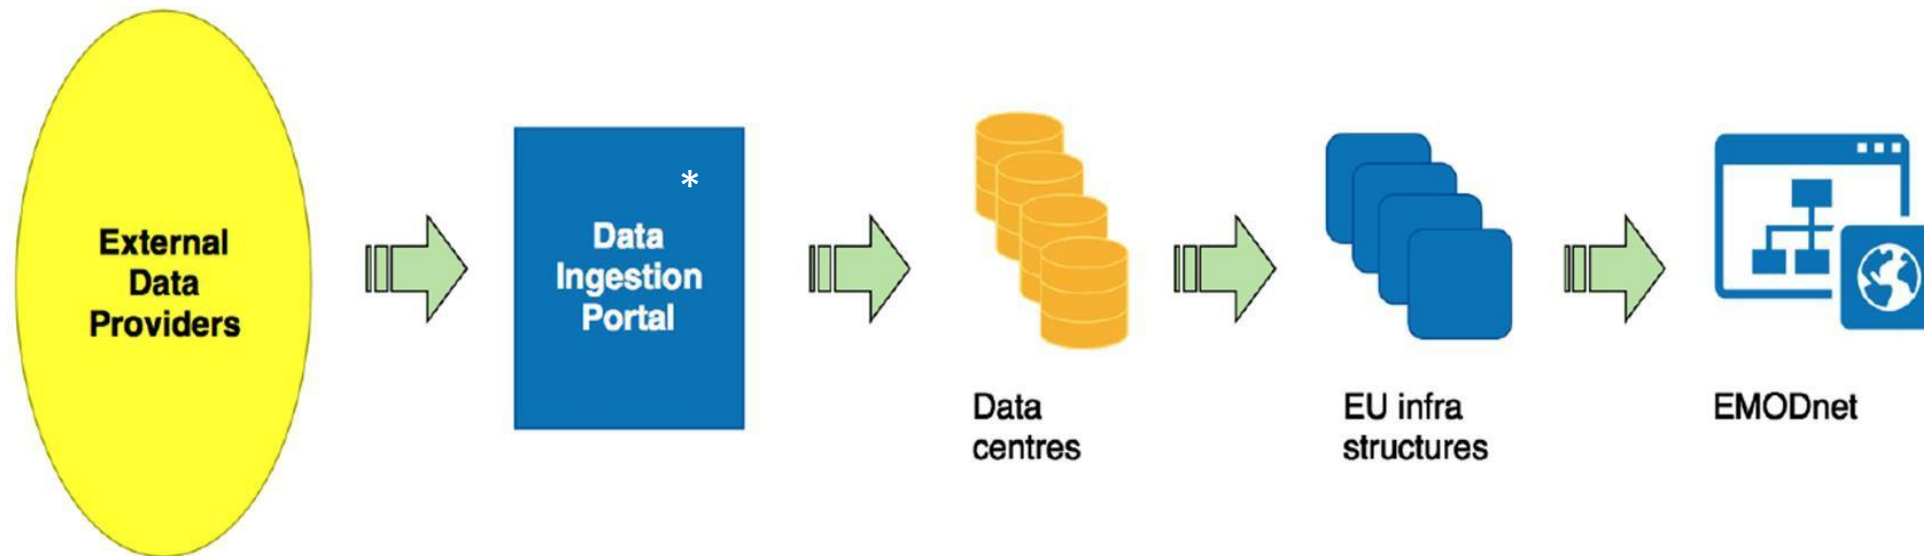 External
Data
Providers
*
Data
Ingestion
Portal
Data
centres
EU infra
structures
EMODnet